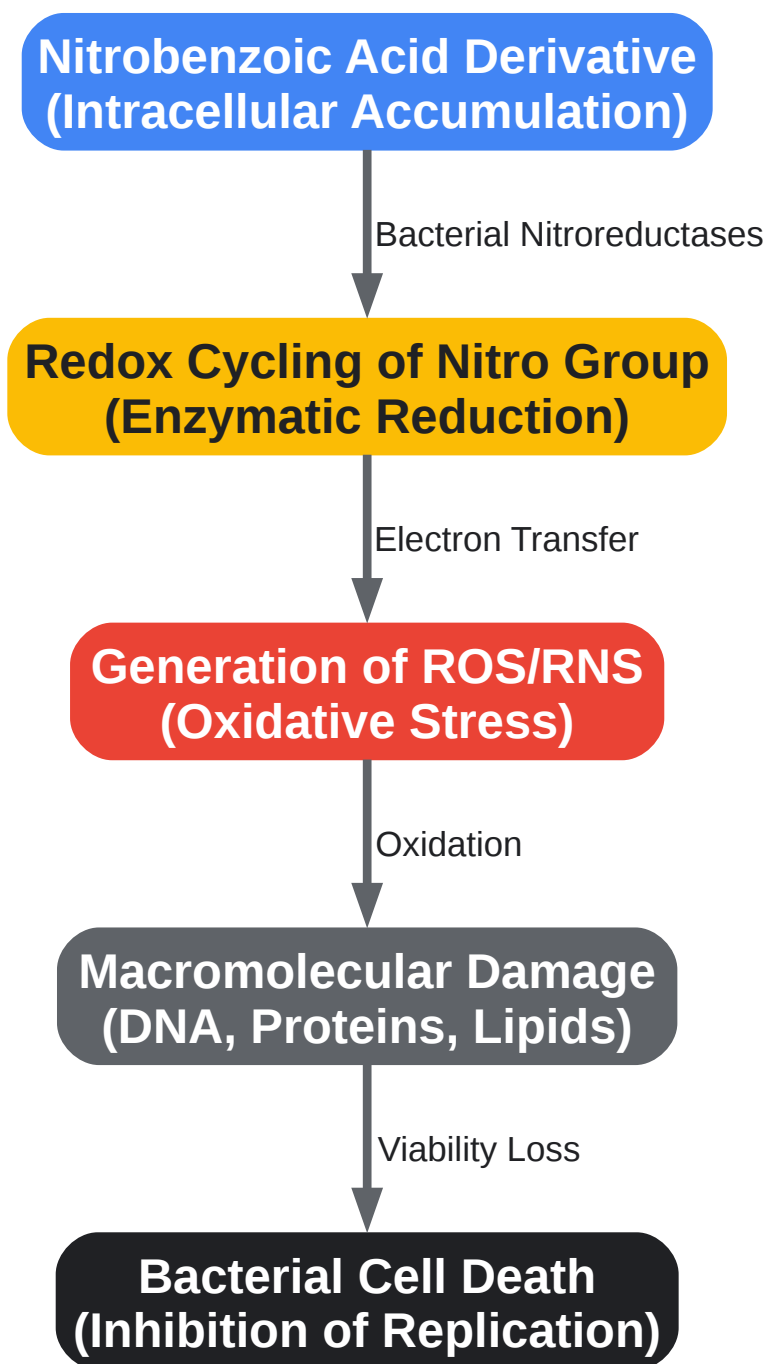 Nitrobenzoic Acid Derivative
(Intracellular Accumulation)
Bacterial Nitroreductases
Redox Cycling of Nitro Group
(Enzymatic Reduction)
Electron Transfer
Generation of ROS/RNS
(Oxidative Stress)
Oxidation
Macromolecular Damage
(DNA, Proteins, Lipids)
Viability Loss
Bacterial Cell Death
(Inhibition of Replication)